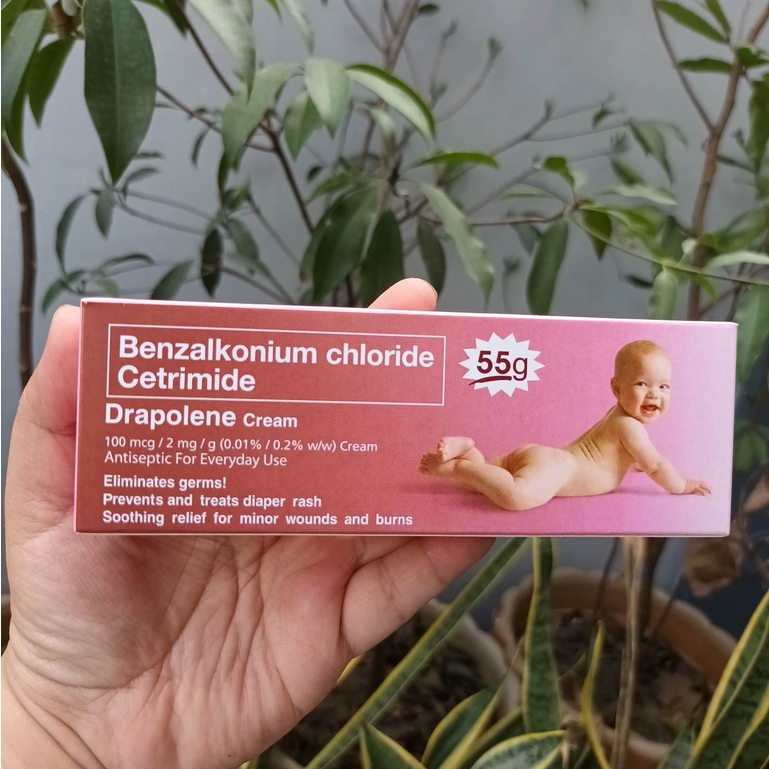 Benzalkonium chloride
Cetrimide
55g
Drapolene Cream
100 mcg / 2 mg / g (0.01% / 0.2% w/w) Cream
Antiseptic For Everyday Use
Eliminates germs!
Prevents and treats diaper rash
Soothing relief for minor wounds and burns